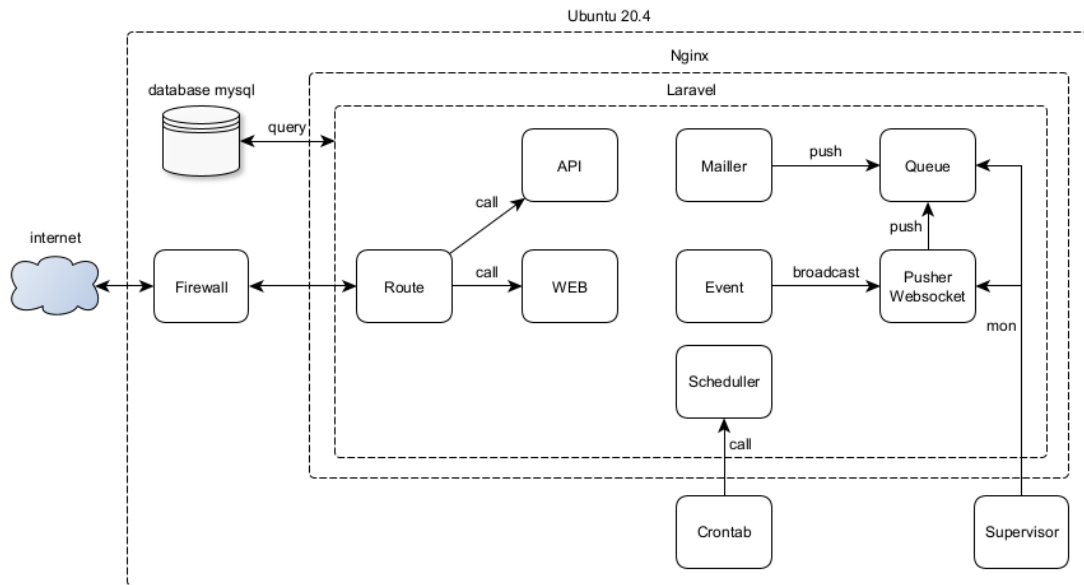 Ubuntu 20.4
Nginx
Laravel
database mysql
query
API
Mailler
push
Queue
call
push
internet
Firewall
Route
call
WEB
Event
broadcast
Pusher
Websocket
mon
Scheduller
call
Crontab
Supervisor